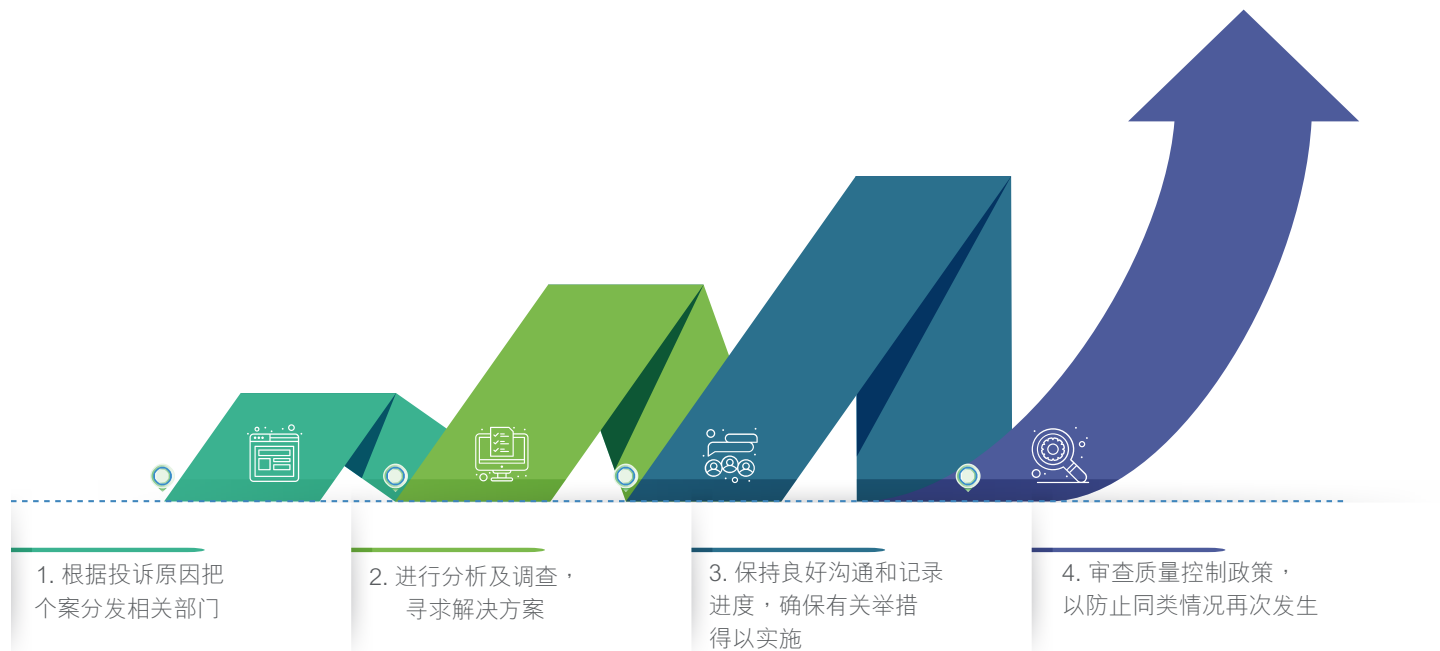 1. 根据投诉原因把
个案分发相关部门
2. 进行分析及调查，
寻求解决方案
3. 保持良好沟通和记录
进度，确保有关举措
得以实施
4. 审查质量控制政策，
以防止同类情况再次发生